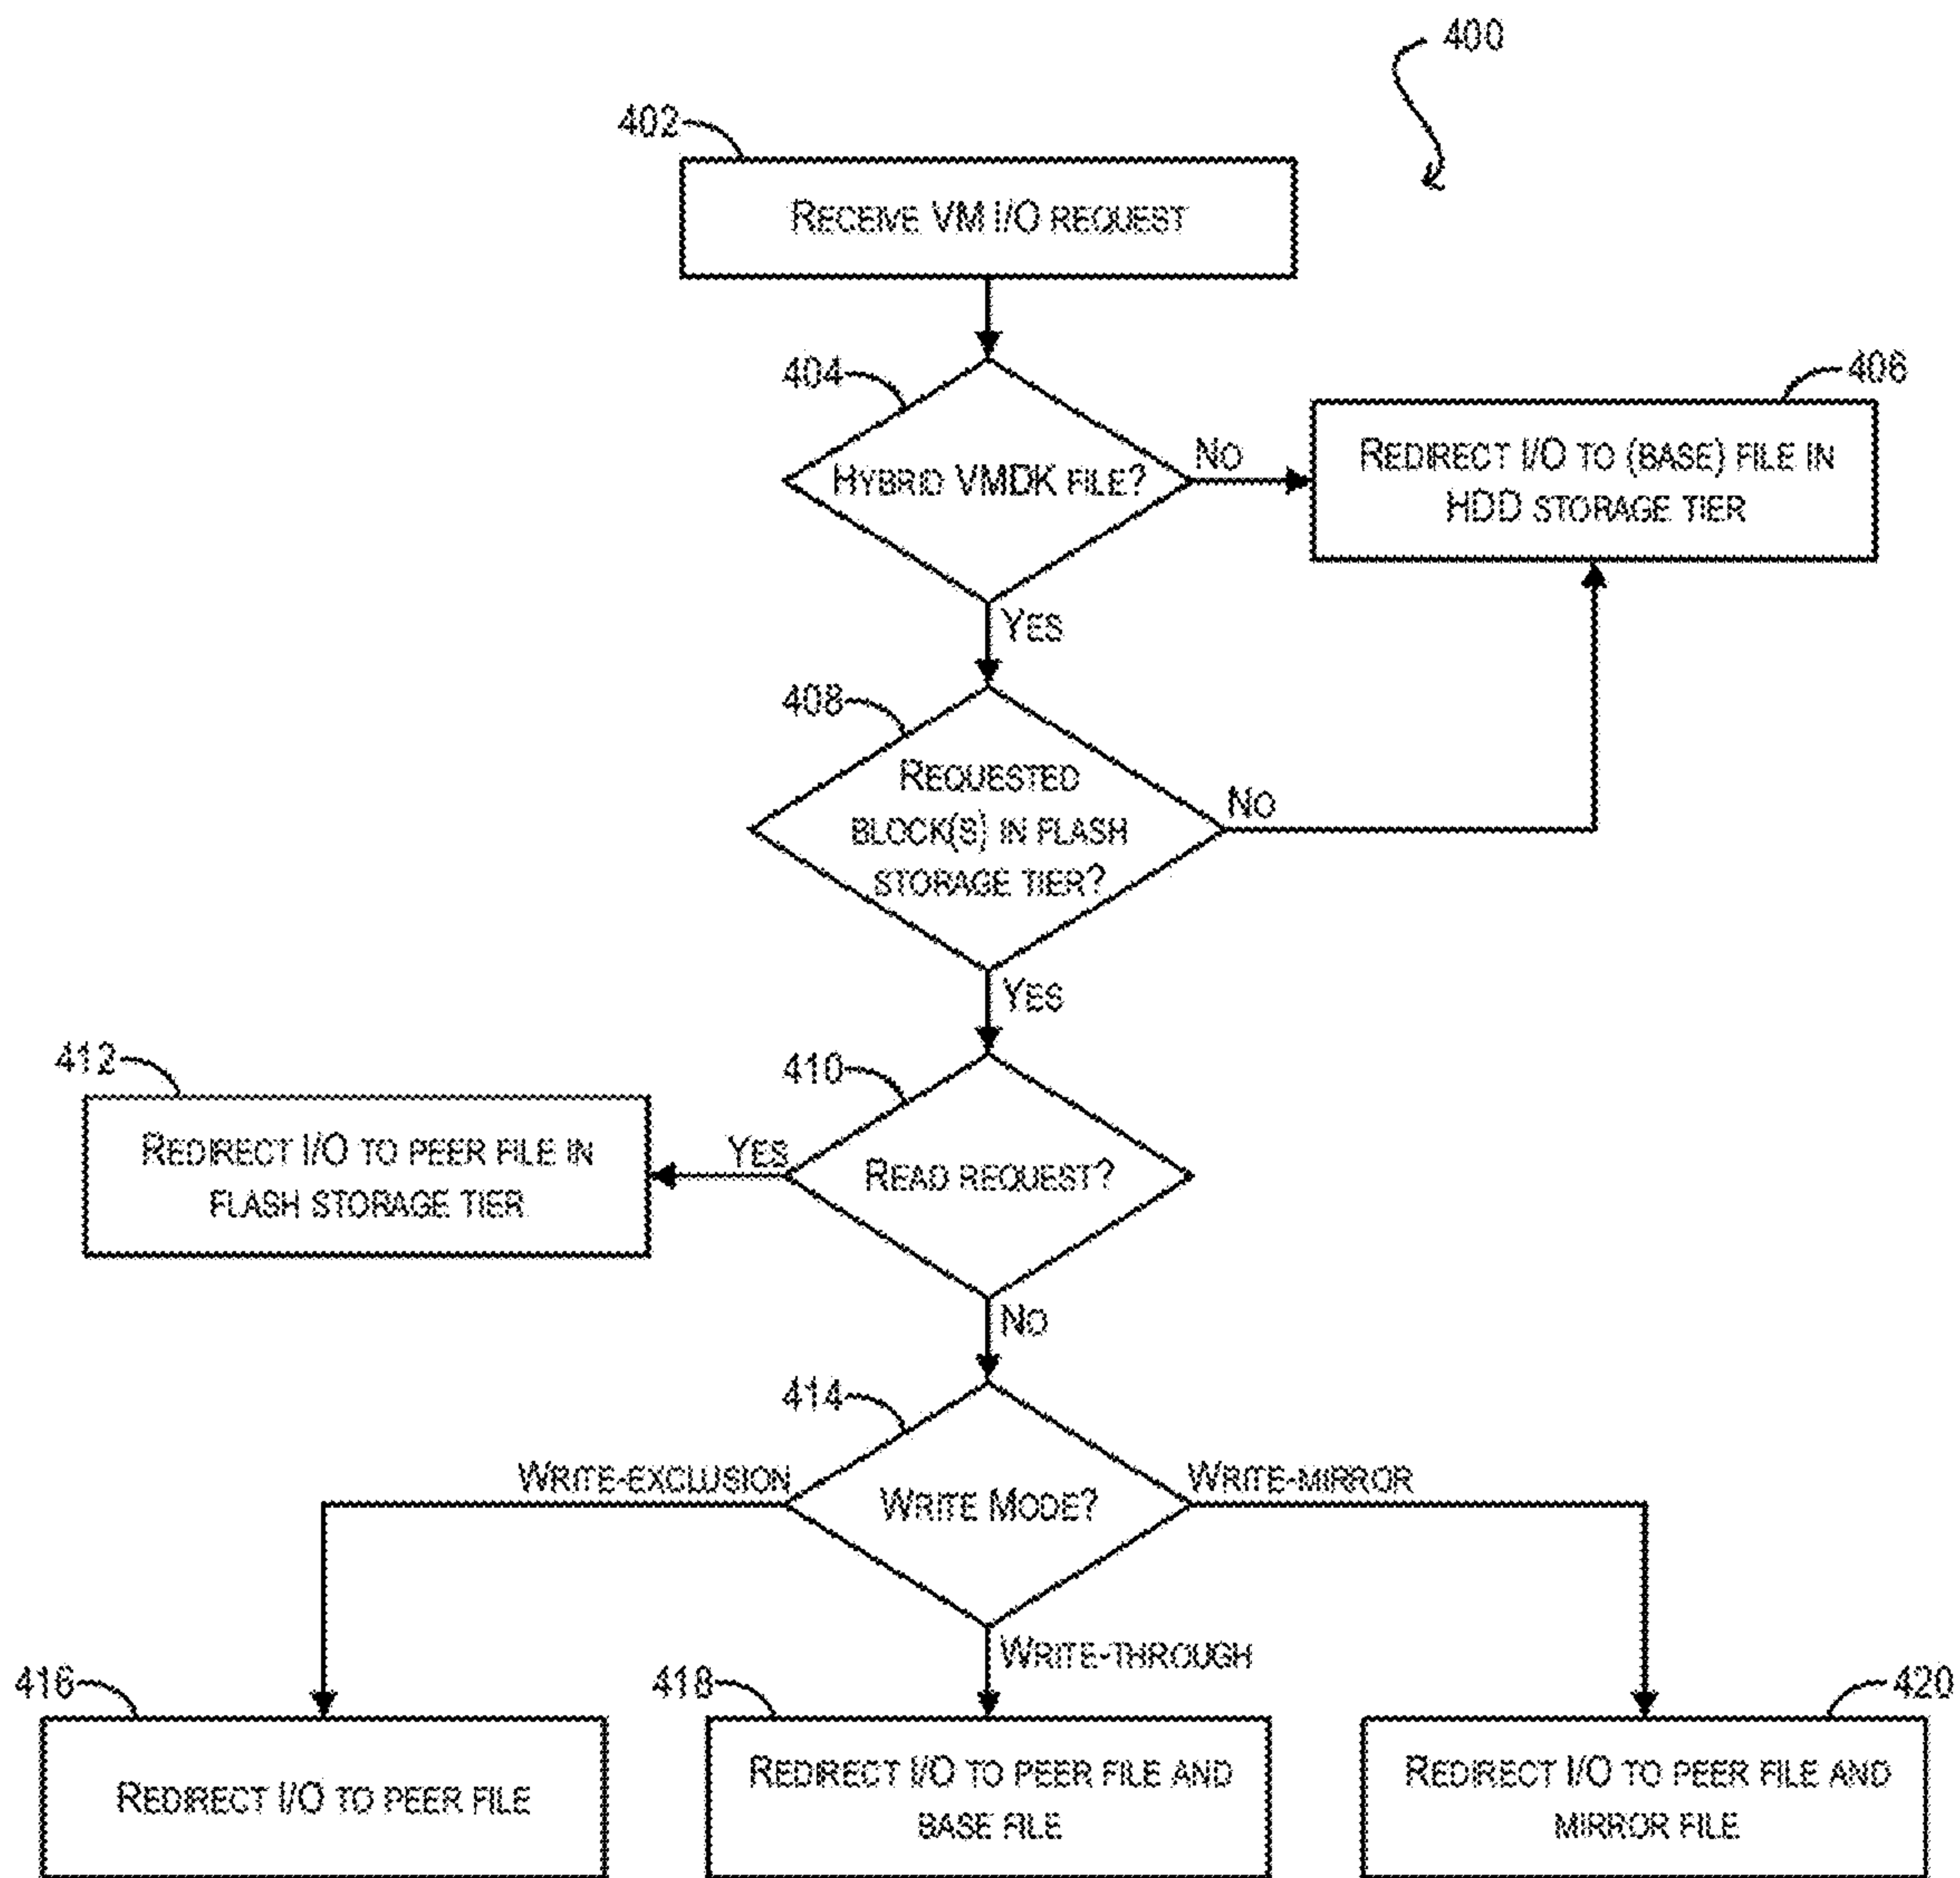 400
402
RECEIVE VM I/O REQUEST
404
406
HYBRID VMDK FILE?
NO
REDIRECT I/O TO (BASE) FILE IN
HDD STORAGE TIER
YES
408
REQUESTED
BLOCK(S) IN FLASH
STORAGE TIER?
NO
YES
412
410
REDIRECT I/O TO PEER FILE IN
FLASH STORAGE TIER
YES
READ REQUEST?
NO
414
WRITE-EXCLUSION
WRITE MODE?
WRITE-MIRROR
WRITE-THROUGH
416
418
420
REDIRECT I/O TO PEER FILE
REDIRECT I/O TO PEER FILE AND
BASE FILE
REDIRECT I/O TO PEER FILE AND
MIRROR FILE